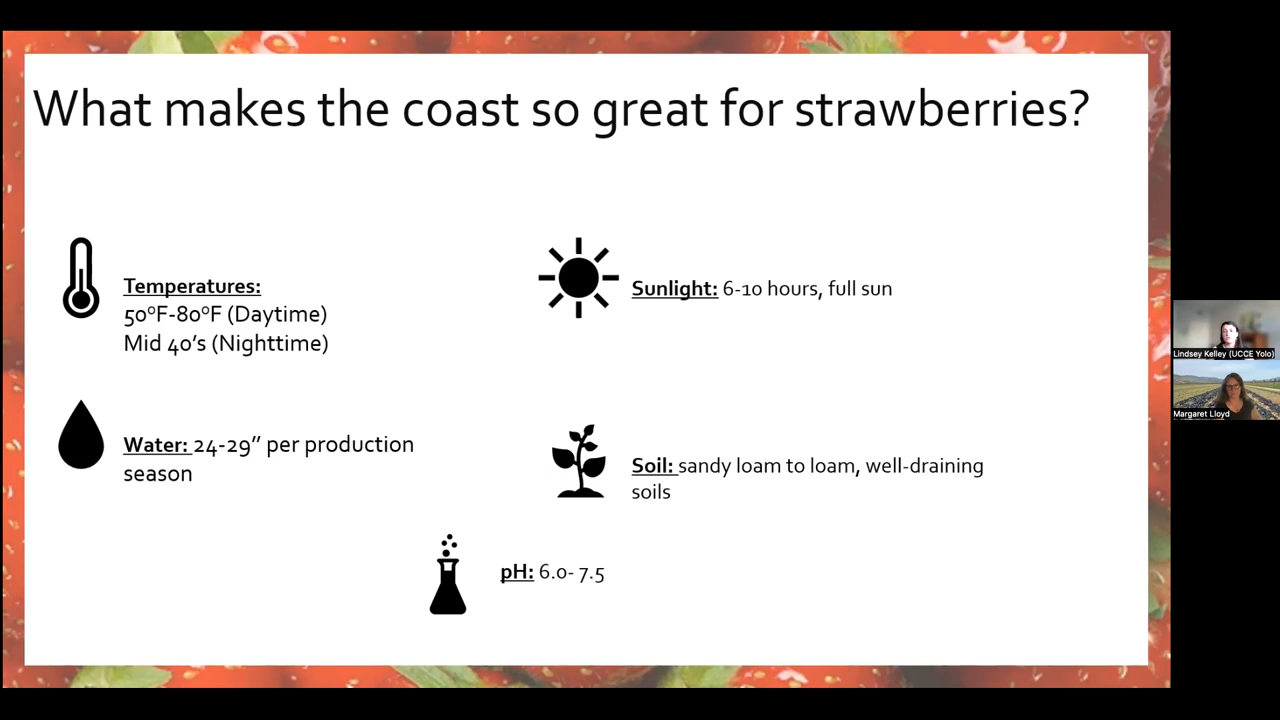 What makes the coast so great for strawberries?
Temperatures:
50°F-80°F (Daytime)
Mid 40's (Nighttime)
Sunlight: 6-10 hours, full sun
Water: 24-29" per production
season
Soil: sandy loam to loam, well-draining
soils
pH: 6.0- 7.5
Lindsey Kelley (UCCE Yolo)
Margaret Lloyd